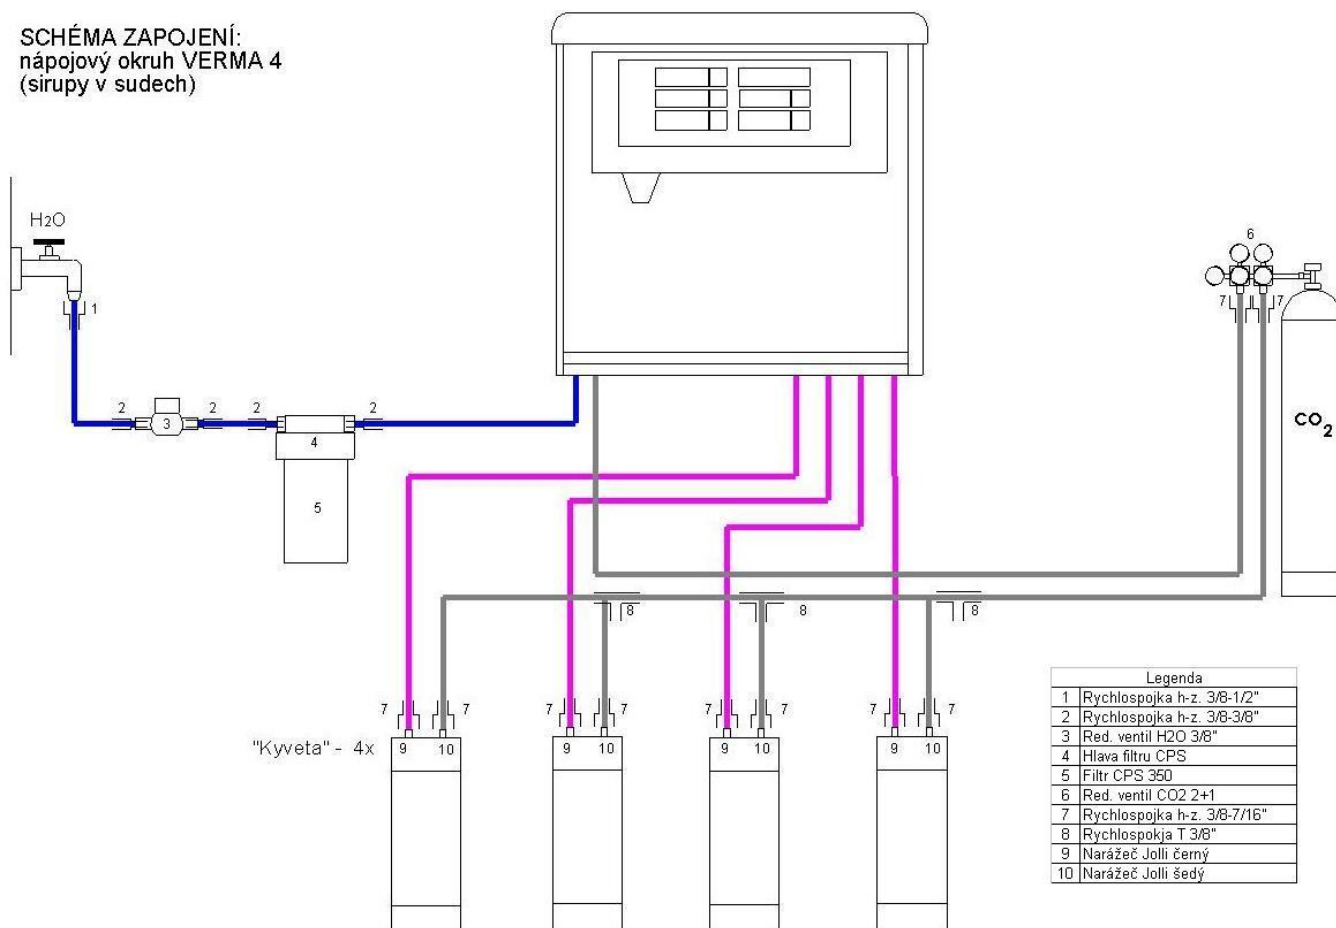 SCHÉMA ZAPOJENÍ:
nápojový okruh VERMA 4
(sirupy v sudech)
H2O
1
2 3 2 2 4 2
5
6
7 7
CO2
8 8 8
7 7 7 7 7 7 7 7
"Kyveta" - 4x 9 10 9 10 9 10 9 10
Legenda
1 Rychlospojka h-z. 3/8-1/2"
2 Rychlospojka h-z. 3/8-3/8"
3 Red. ventil H2O 3/8"
4 Hlava filtru CPS
5 Filtr CPS 350
6 Red. ventil CO2 2+1
7 Rychlospojka h-z. 3/8-7/16"
8 Rychlospokja T 3/8"
9 Narážeč Jolli černý
10 Narážeč Jolli šedý